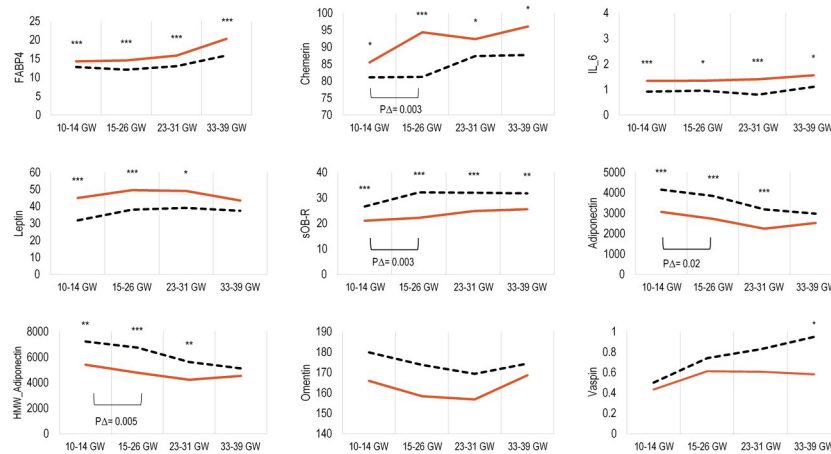 *** *** *** ***
25
20
15
10
5
0
FABP4
10-14 GW 15-26 GW 23-31 GW 33-39 GW
* *** * *
100
95
90
85
80
75
70
Chemerin
P∆= 0.003
10-14 GW 15-26 GW 23-31 GW 33-39 GW
*** * *** *
4
3
2
1
0
IL_6
10-14 GW 15-26 GW 23-31 GW 33-39 GW
*** *** *
60
50
40
30
20
10
0
Leptin
10-14 GW 15-26 GW 23-31 GW 33-39 GW
*** *** *** **
40
30
20
10
0
sOB-R
10-14 GW 15-26 GW 23-31 GW 33-39 GW
P∆= 0.003
*** *** ***
5000
4000
3000
2000
1000
0
Adiponectin
10-14 GW 15-26 GW 23-31 GW 33-39 GW
P∆= 0.02
** *** **
8000
6000
4000
2000
0
HMW_Adiponectin
P∆= 0.005
10-14 GW 15-26 GW 23-31 GW 33-39 GW
190
180
170
160
150
140
Omentin
10-14 GW 15-26 GW 23-31 GW 33-39 GW
*
1
0.8
0.6
0.4
0.2
0
Vaspin
10-14 GW 15-26 GW 23-31 GW 33-39 GW